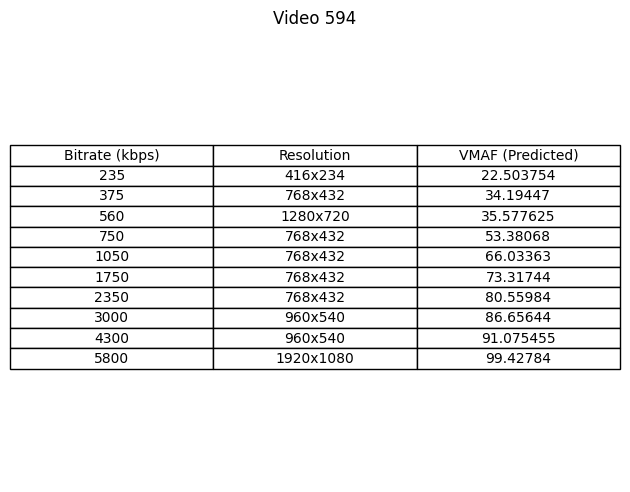 Video 594
Bitrate (kbps) Resolution VMAF (Predicted)
235 416x234 22.503754
375 768x432 34.19447
560 1280x720 35.577625
750 768x432 53.38068
1050 768x432 66.03363
1750 768x432 73.31744
2350 768x432 80.55984
3000 960x540 86.65644
4300 960x540 91.075455
5800 1920x1080 99.42784